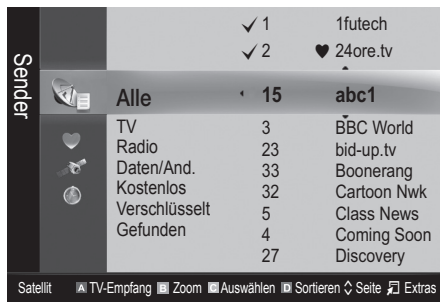 Sender
✓ 1 1futech
✓ 2 ♥ 24ore.tv
Alle 15 abc1
TV 3 BBC World
Radio 23 bid-up.tv
Daten/And. 33 Boonerang
Kostenlos 32 Cartoon Nwk
Verschlüsselt 5 Class News
Gefunden 4 Coming Soon
27 Discovery
Satellit A TV-Empfang B Zoom C Auswählen D Sortieren Seite Extras